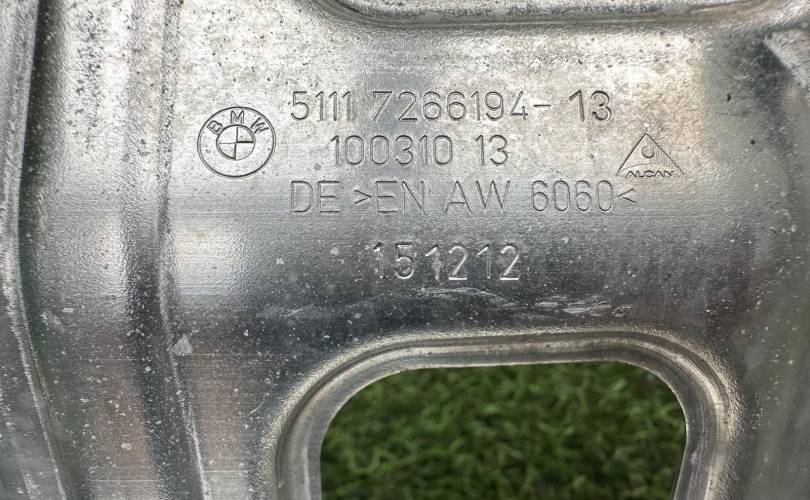 BMW
5111 7266194-13
100310 13
ALCAN
DE >EN AW 6060<
151212